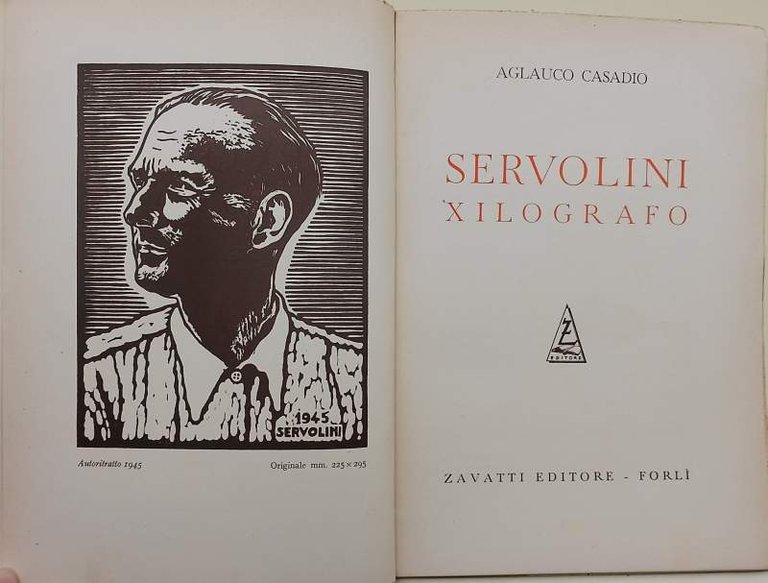 1945
SERVOLINI
Autoritratto 1945
Originale mm. 225 × 295
AGLAUCO CASADIO
SERVOLINI
XILOGRAFO
Z
EDITORE
ZAVATTI EDITORE - FORLÌ